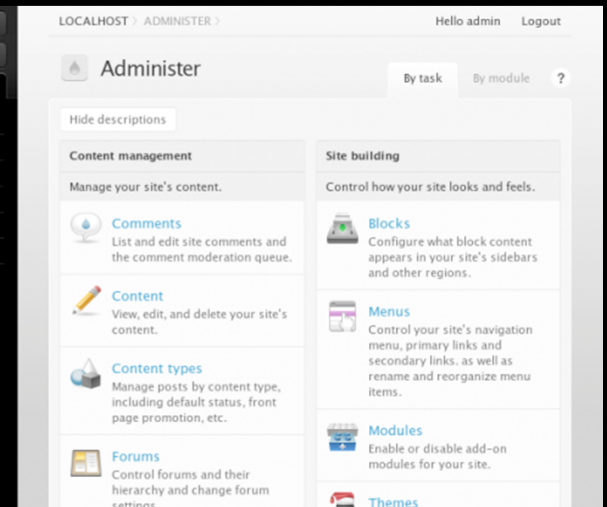 LOCALHOST > ADMINISTER >
Hello admin Logout
Administer
By task By module ?
Hide descriptions
Content management
Manage your site's content.
Comments
List and edit site comments and
the comment moderation queue.
Content
View, edit, and delete your site's
content.
Content types
Manage posts by content type,
including default status, front
page promotion, etc.
Forums
Control forums and their
hierarchy and change forum
settings.
Site building
Control how your site looks and feels.
Blocks
Configure what block content
appears in your site's sidebars
and other regions.
Menus
Control your site's navigation
menu, primary links and
secondary links. as well as
rename and reorganize menu
items.
Modules
Enable or disable add-on
modules for your site.
Themes